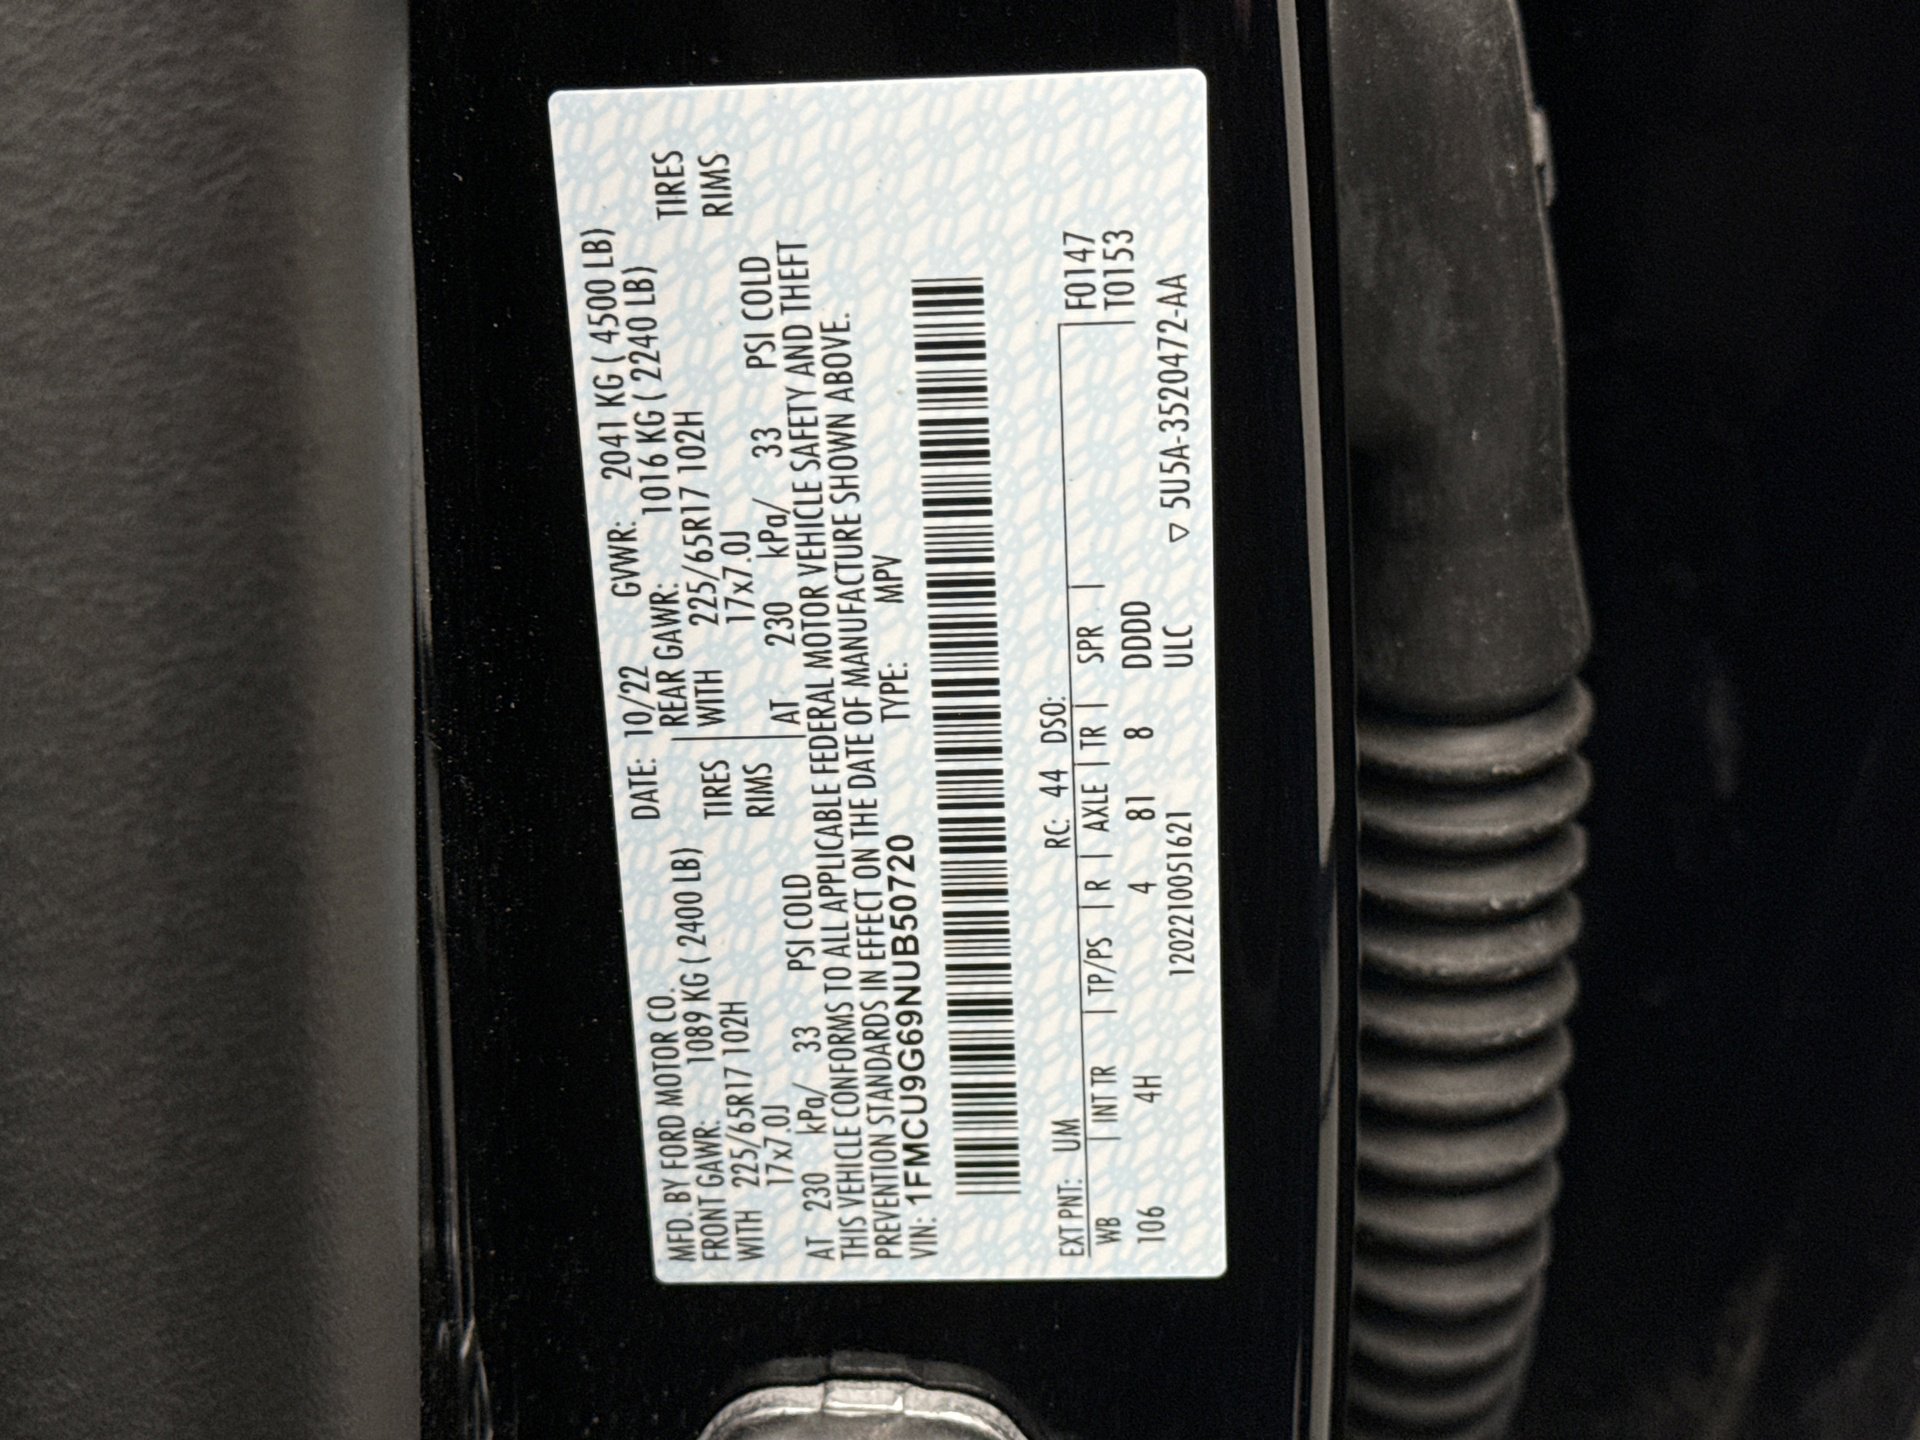 MFD. BY FORD MOTOR CO. DATE: 10/22 GVWR: 2041 KG ( 4500 LB)
FRONT GAWR: 1089 KG ( 2400 LB) REAR GAWR: 1016 KG ( 2240 LB)
WITH 225/65R17 102H TIRES WITH 225/65R17 102H TIRES
17x7.0J RIMS 17x7.0J RIMS
AT 230 kPa/ 33 PSI COLD AT 230 kPa/ 33 PSI COLD
THIS VEHICLE CONFORMS TO ALL APPLICABLE FEDERAL MOTOR VEHICLE SAFETY AND THEFT
PREVENTION STANDARDS IN EFFECT ON THE DATE OF MANUFACTURE SHOWN ABOVE.
VIN: 1FMCU9G69NUB50720 TYPE: MPV
EXT PNT: UM RC: 44 DSO: F0147
WB | INT TR | TP/PS | R | AXLE | TR | SPR | T0153
106 4H 4 81 8 DDDD
1202210051621 ULC ▽ 5U5A-3520472-AA